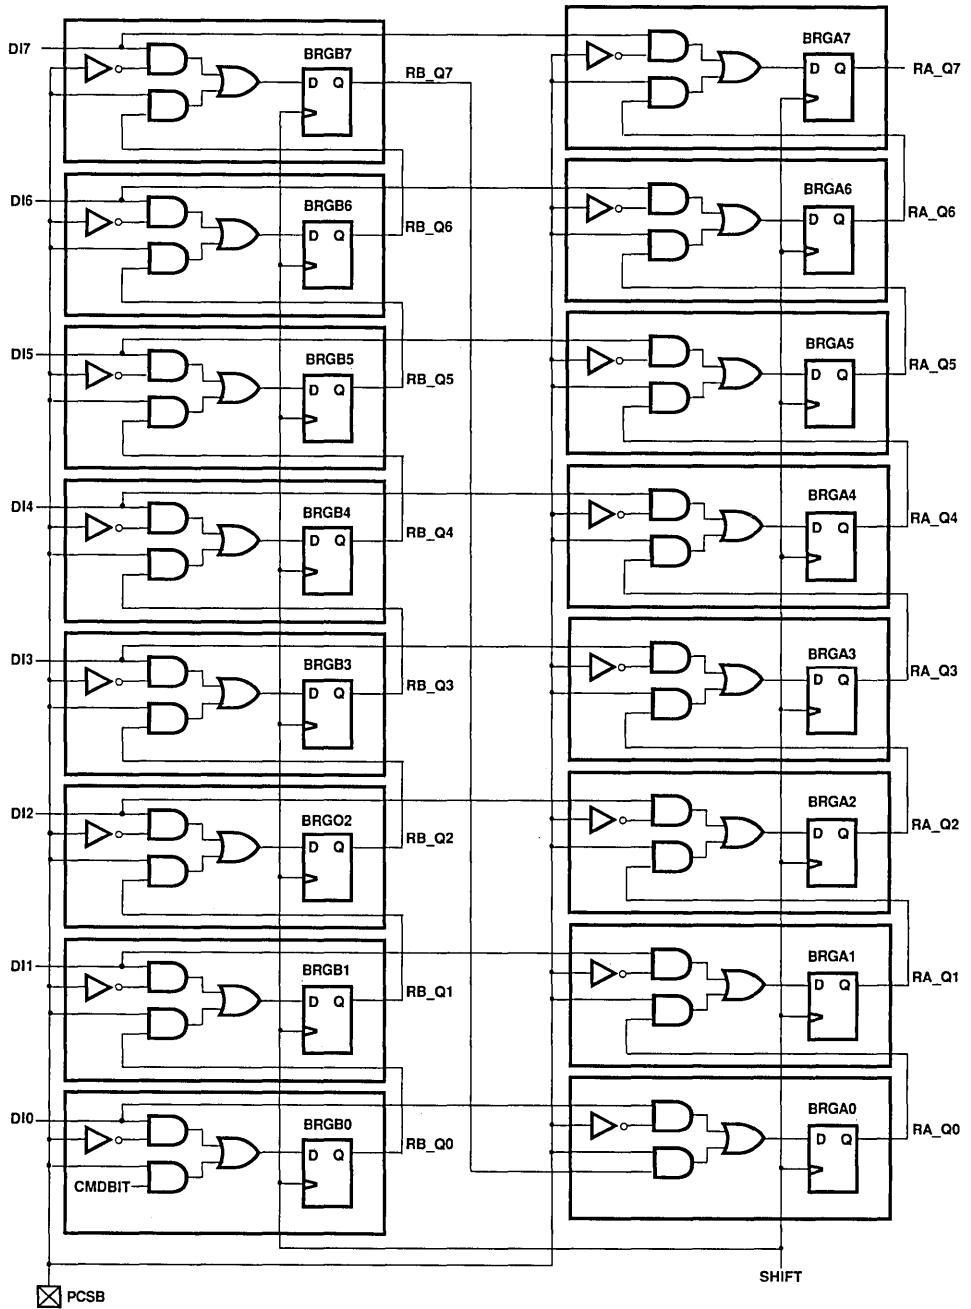 DI7
BRGB7
D Q
RB_Q7
BRGA7
D Q
RA_Q7
DI6
BRGB6
D Q
RB_Q6
BRGA6
D Q
RA_Q6
DI5
BRGB5
D Q
RB_Q5
BRGA5
D Q
RA_Q5
DI4
BRGB4
D Q
RB_Q4
BRGA4
D Q
RA_Q4
DI3
BRGB3
D Q
RB_Q3
BRGA3
D Q
RA_Q3
DI2
BRGO2
D Q
RB_Q2
BRGA2
D Q
RA_Q2
DI1
BRGB1
D Q
RB_Q1
BRGA1
D Q
RA_Q1
DI0
BRGB0
D Q
RB_Q0
BRGA0
D Q
RA_Q0
CMDBIT
SHIFT
PCSB